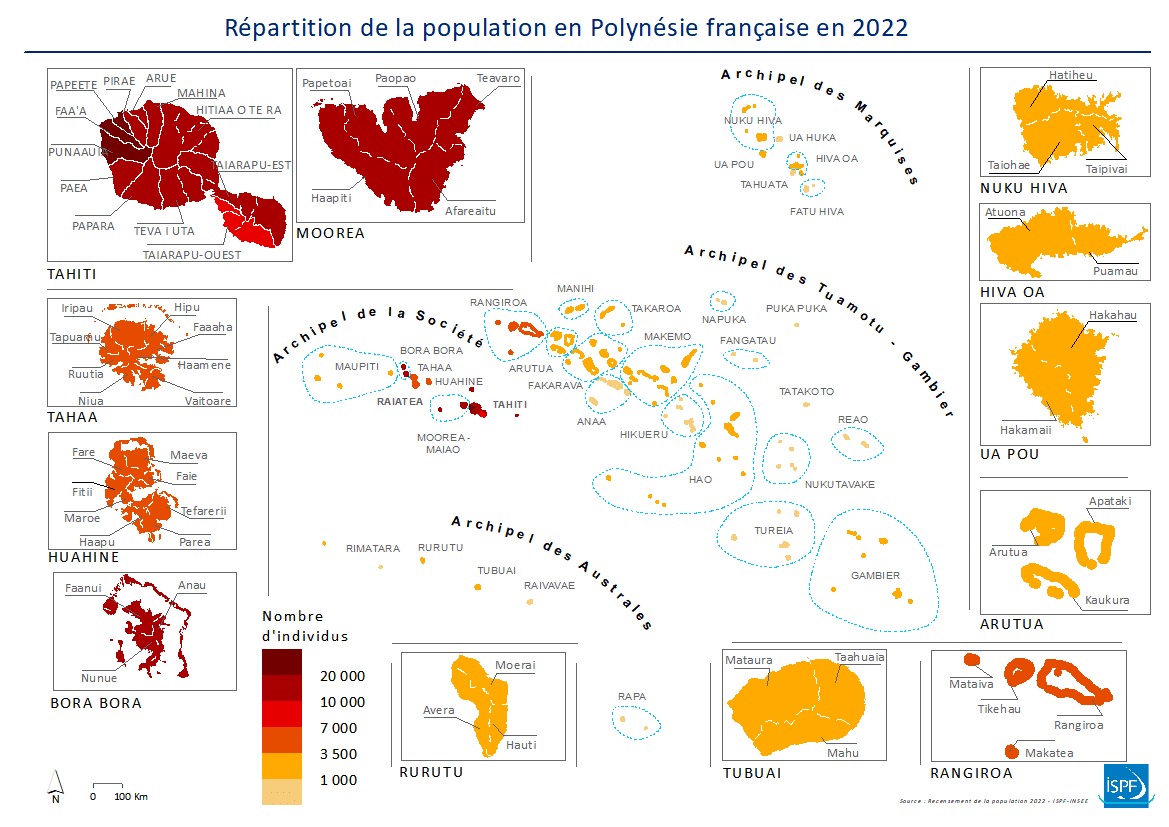 Répartition de la population en Polynésie française en 2022
PAPEETE
PIRAE
ARUE
MAHINA
HITIAA O TE RA
FAA'A
PUNAAUIA
PAEA
PAPARA
TEVA I UTA
TAIARAPU-EST
TAIARAPU-OUEST
TAHITI
Papetoai
Paopao
Teavaro
Haapiti
Afareaitu
MOOREA
Archipel des Marquises
NUKU HIVA
UA HUKA
UA POU
HIVA OA
TAHUATA
FATU HIVA
Hatiheu
Taiohae
Taipivai
NUKU HIVA
Atuona
Puamau
HIVA OA
Hakahau
Hakamaii
UA POU
Archipel des Tuamotu - Gambier
MANIHI
RANGIROA
TAKAROA
NAPUKA
PUKA PUKA
MAKEMO
FANGATAU
ARUTUA
FAKARAVA
ANAA
HIKUERU
TATAKOTO
REAO
HAO
NUKUTAVAKE
TUREIA
GAMBIER
Archipel de la Société
MAUPITI
BORA BORA
TAHAA
HUAHINE
RAIATEA
TAHITI
MOOREA -
MAIAO
Iripau
Hipu
Tapuamu
Faaaha
Ruutia
Haamene
Niua
Vaitoare
TAHAA
Fare
Maeva
Faie
Fitii
Maroe
Tefarerii
Haapu
Parea
HUAHINE
Faanui
Anau
Nunue
BORA BORA
Archipel des Australes
RIMATARA
RURUTU
TUBUAI
RAIVAVAE
RAPA
Apataki
Arutua
Kaukura
ARUTUA
Nombre
d'individus
20 000
10 000
7 000
3 500
1 000
Moerai
Avera
Hauti
RURUTU
Mataura
Taahuaia
Mahu
TUBUAI
Mataiva
Tikehau
Rangiroa
Makatea
RANGIROA
N
0 100 Km
iSPF
Source : Recensement de la population 2022 - ISPF-INSEE